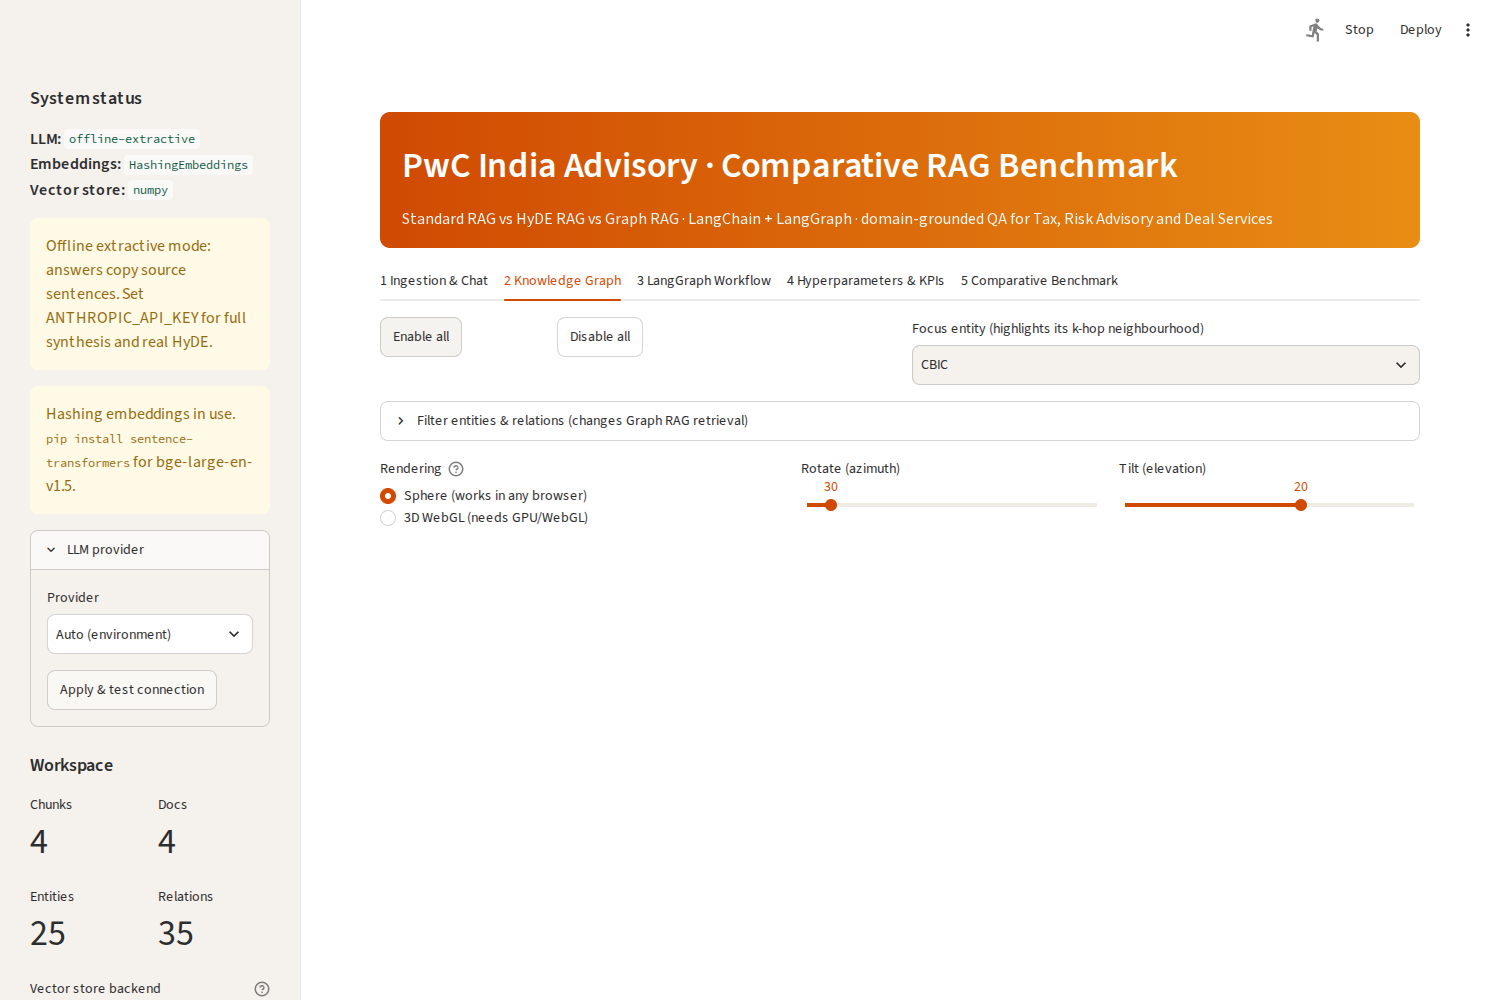 Stop
Deploy
System status
LLM: offline-extractive
Embeddings: HashingEmbeddings
Vector store: numpy
Offline extractive mode:
answers copy source
sentences. Set
ANTHROPIC_API_KEY for full
synthesis and real HyDE.
Hashing embeddings in use.
pip install sentence-
transformers for bge-large-en-
v1.5.
LLM provider
Provider
Auto (environment)
Apply & test connection
Workspace
Chunks
Docs
4
4
Entities
Relations
25
35
Vector store backend
PwC India Advisory · Comparative RAG Benchmark
Standard RAG vs HyDE RAG vs Graph RAG · LangChain + LangGraph · domain-grounded QA for Tax, Risk Advisory and Deal Services
1 Ingestion & Chat
2 Knowledge Graph
3 LangGraph Workflow
4 Hyperparameters & KPIs
5 Comparative Benchmark
Enable all
Disable all
Focus entity (highlights its k-hop neighbourhood)
CBIC
Filter entities & relations (changes Graph RAG retrieval)
Rendering
Sphere (works in any browser)
3D WebGL (needs GPU/WebGL)
Rotate (azimuth)
30
Tilt (elevation)
20